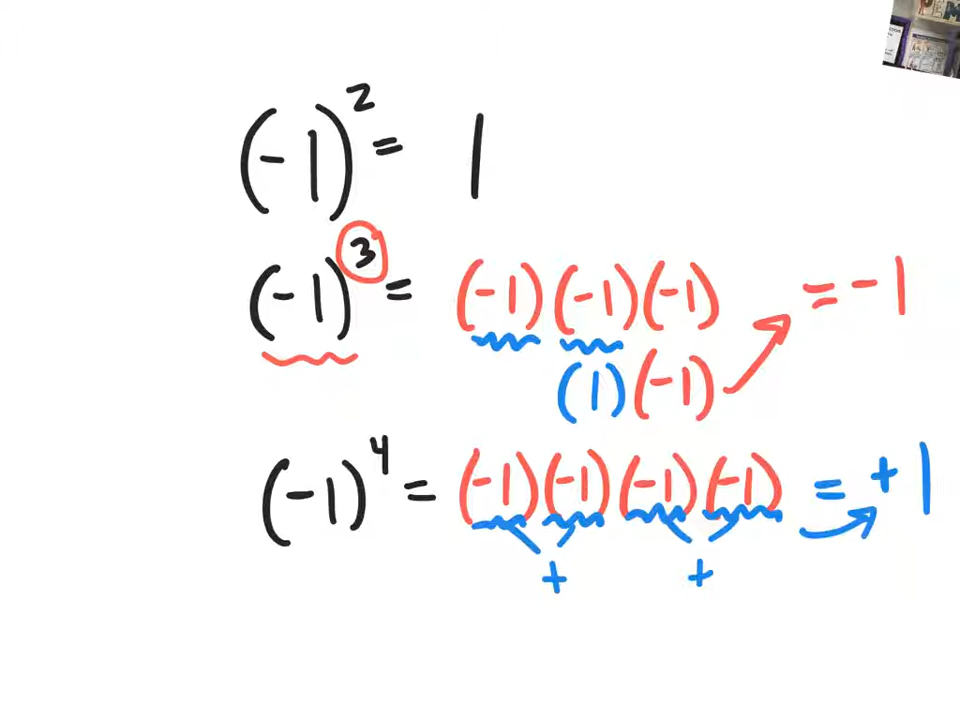 (-1)² = 1
(-1)³ = (-1)(-1)(-1) = -1
(1)(-1)
(-1)⁴ = (-1)(-1)(-1)(-1) = +1
+ +